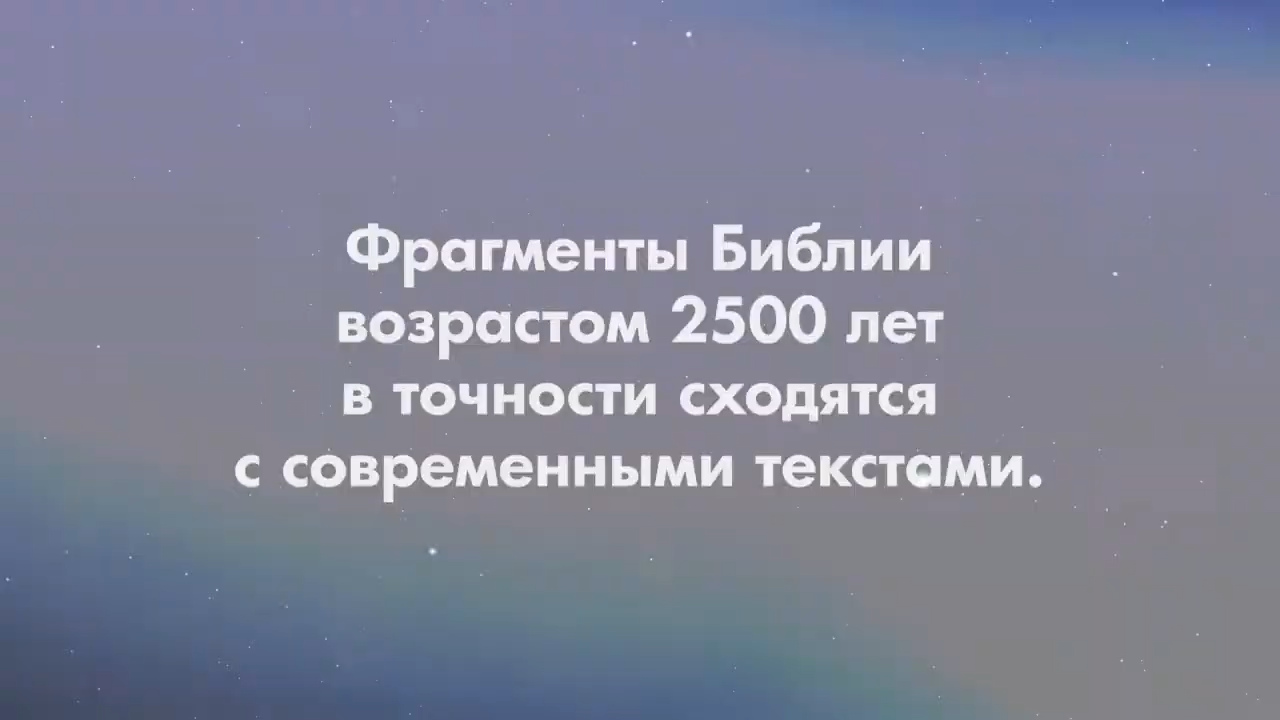 Фрагменты Библии
возрастом 2500 лет
в точности сходятся
с современными текстами.